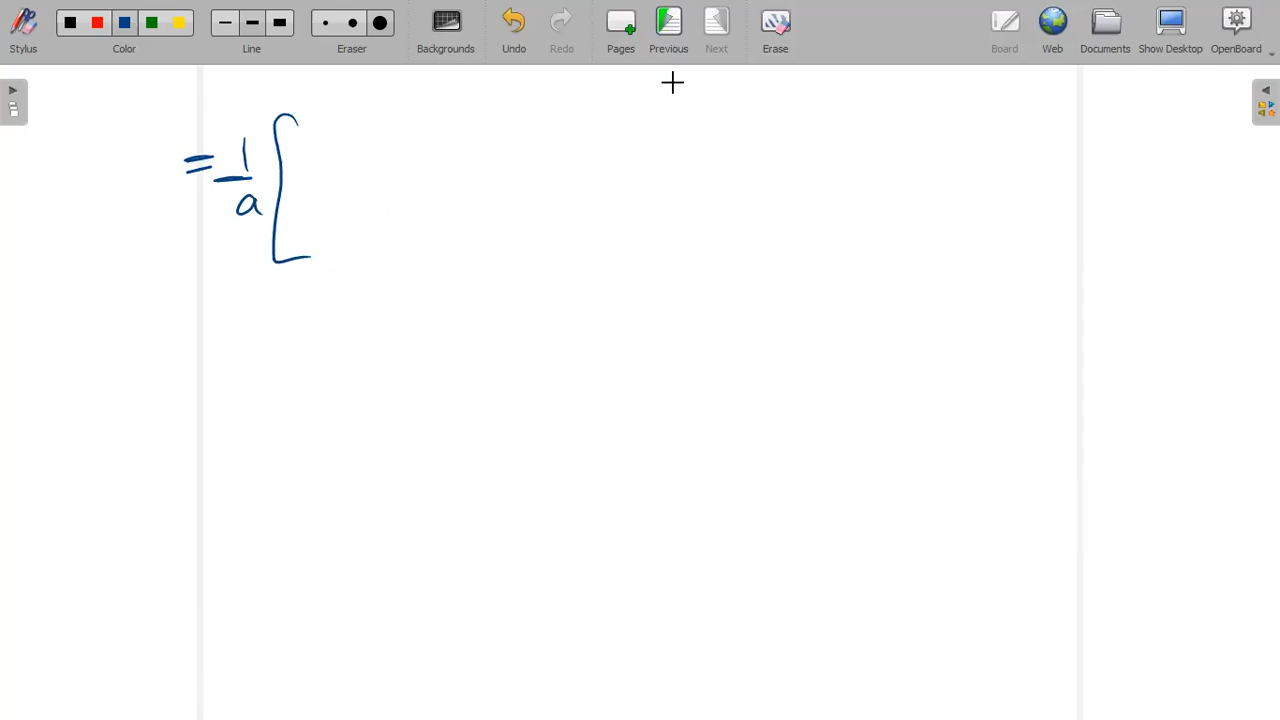 Stylus Color Line Eraser Backgrounds Undo Redo Pages Previous Next Erase Board Web Documents Show Desktop OpenBoard
= 1/a [